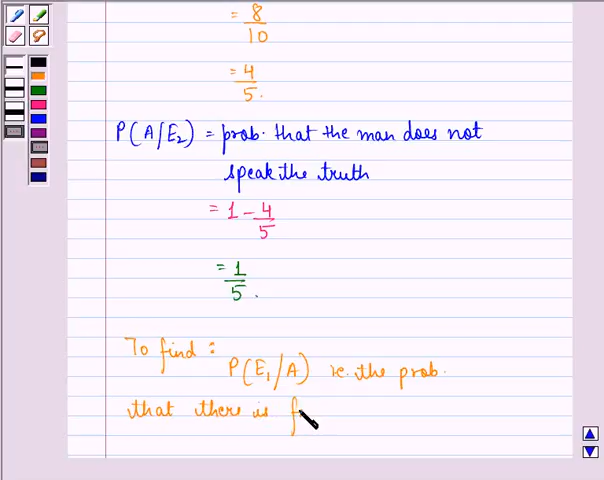 = 8/10
= 4/5.
P(A/E₂) = prob. that the man does not
speak the truth
= 1 - 4/5
= 1/5.
To find :
P(E₁/A) ie. the prob.
that there is f